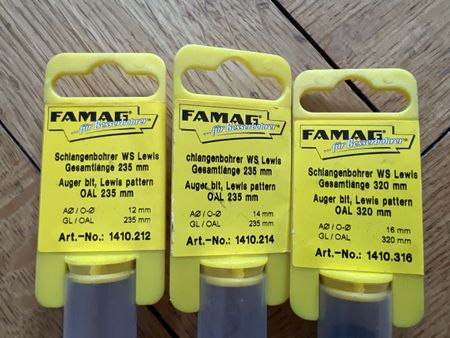 FAMAG®
...für Besserbohrer
Schlangenbohrer WS Lewis
Gesamtlänge 235 mm
Auger bit, Lewis pattern
OAL 235 mm
AØ / O-Ø 12 mm
GL / OAL 235 mm
Art.-No.: 1410.212
FAMAG®
...für Besserbohrer
chlangenbohrer WS Lewis
Gesamtlänge 235 mm
Auger bit, Lewis pattern
OAL 235 mm
AØ / O-Ø 14 mm
GL / OAL 235 mm
Art.-No.: 1410.214
FAMAG®
...für Besserbohrer
Schlangenbohrer WS Lewis
Gesamtlänge 320 mm
Auger bit, Lewis pattern
OAL 320 mm
AØ / O-Ø 16 mm
GL / OAL 320 mm
Art.-No.: 1410.316